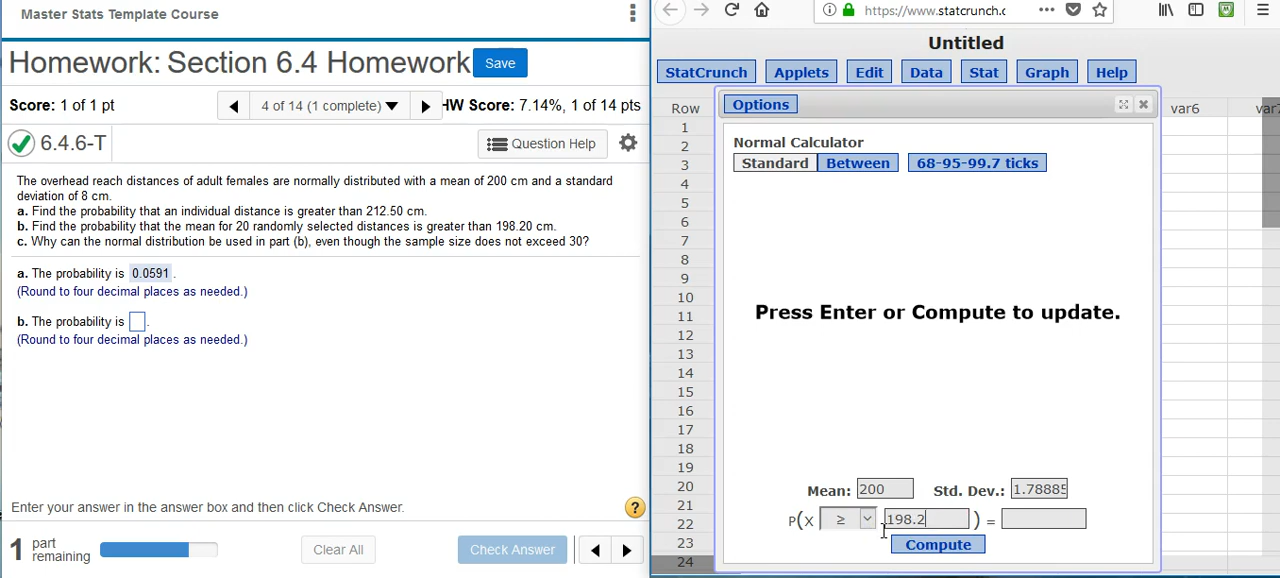 Master Stats Template Course
Homework: Section 6.4 Homework Save
Score: 1 of 1 pt
4 of 14 (1 complete)
HW Score: 7.14%, 1 of 14 pts
6.4.6-T
Question Help
The overhead reach distances of adult females are normally distributed with a mean of 200 cm and a standard
deviation of 8 cm.
a. Find the probability that an individual distance is greater than 212.50 cm.
b. Find the probability that the mean for 20 randomly selected distances is greater than 198.20 cm.
c. Why can the normal distribution be used in part (b), even though the sample size does not exceed 30?
a. The probability is 0.0591 .
(Round to four decimal places as needed.)
b. The probability is .
(Round to four decimal places as needed.)
Enter your answer in the answer box and then click Check Answer.
?
1 part
remaining
Clear All
Check Answer
https://www.statcrunch.c
Untitled
StatCrunch Applets Edit Data Stat Graph Help
Row
var6
var7
1
2
3
4
5
6
7
8
9
10
11
12
13
14
15
16
17
18
19
20
21
22
23
24
Options
Normal Calculator
Standard Between 68-95-99.7 ticks
Press Enter or Compute to update.
Mean: 200 Std. Dev.: 1.78885
P(X ≥ 198.2 ) =
Compute